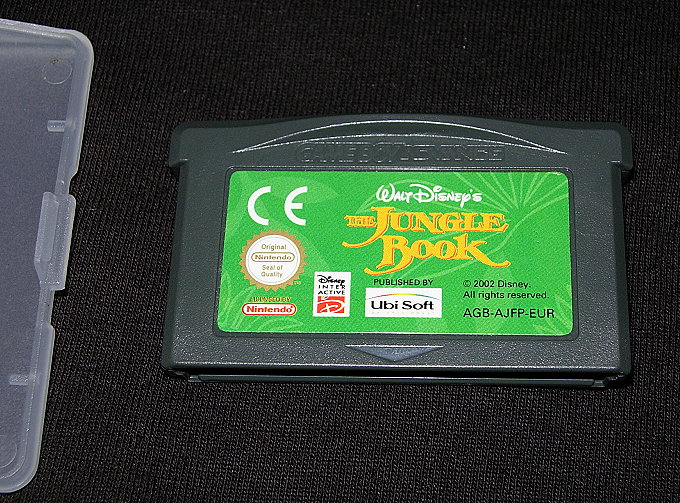 GAME BOY ADVANCE
CE
WALT DISNEY'S
THE JUNGLE
BOOK
Original
Nintendo
Seal of
Quality
TM
LICENSED BY
Nintendo
Disney
INTER
ACTIVE
PUBLISHED BY
Ubi Soft
© 2002 Disney.
All rights reserved.
AGB-AJFP-EUR